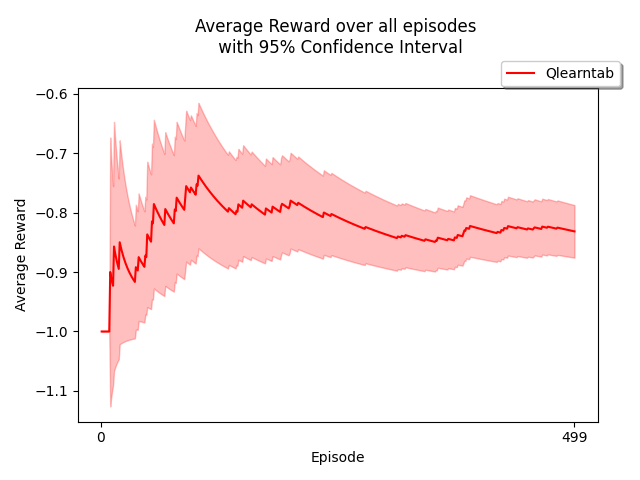 Average Reward over all episodes
with 95% Confidence Interval
Qlearntab
−0.6
−0.7
−0.8
−0.9
−1.0
−1.1
Average Reward
0
499
Episode